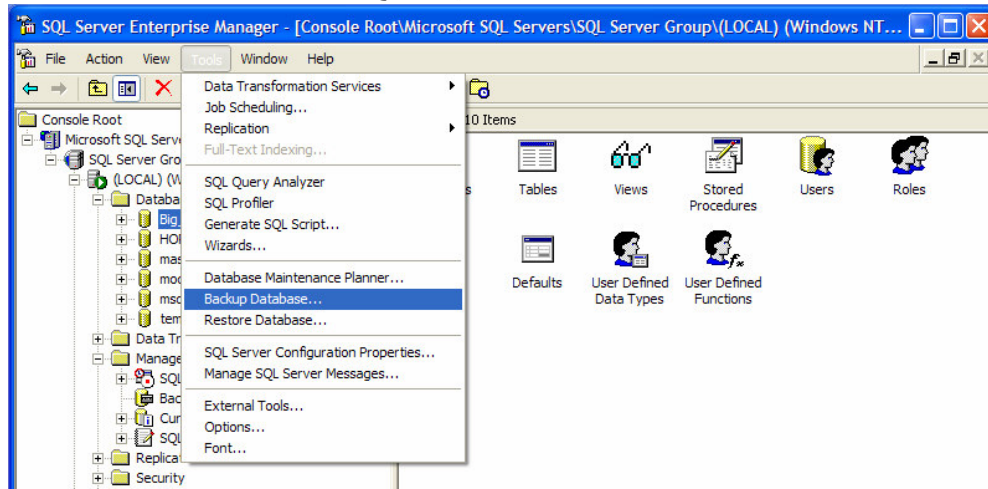 SQL Server Enterprise Manager - [Console Root\Microsoft SQL Servers\SQL Server Group\(LOCAL) (Windows NT...
File Action View Tools Window Help
Console Root
Microsoft SQL Serv
SQL Server Gro
(LOCAL) (W
Databa
Big_
HO
mas
mod
msd
tem
Data Tr
Manage
SQL
Bac
Cur
SQL
Replica
Security
Data Transformation Services
Job Scheduling...
Replication
Full-Text Indexing...
SQL Query Analyzer
SQL Profiler
Generate SQL Script...
Wizards...
Database Maintenance Planner...
Backup Database...
Restore Database...
SQL Server Configuration Properties...
Manage SQL Server Messages...
External Tools...
Options...
Font...
10 Items
s Tables Views Stored Procedures Users Roles
Defaults User Defined Data Types User Defined Functions